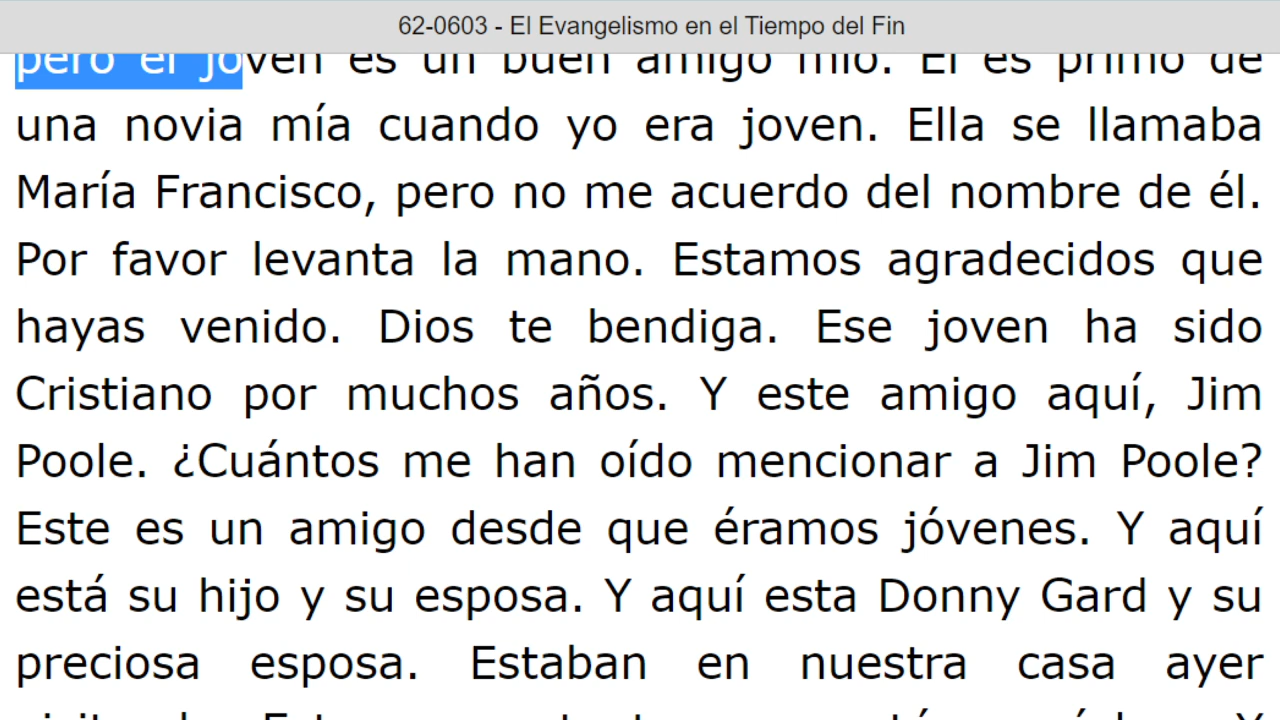 62-0603 - El Evangelismo en el Tiempo del Fin
pero el joven es un buen amigo mío. El es primo de
una novia mía cuando yo era joven. Ella se llamaba
María Francisco, pero no me acuerdo del nombre de él.
Por favor levanta la mano. Estamos agradecidos que
hayas venido. Dios te bendiga. Ese joven ha sido
Cristiano por muchos años. Y este amigo aquí, Jim
Poole. ¿Cuántos me han oído mencionar a Jim Poole?
Este es un amigo desde que éramos jóvenes. Y aquí
está su hijo y su esposa. Y aquí esta Donny Gard y su
preciosa esposa. Estaban en nuestra casa ayer